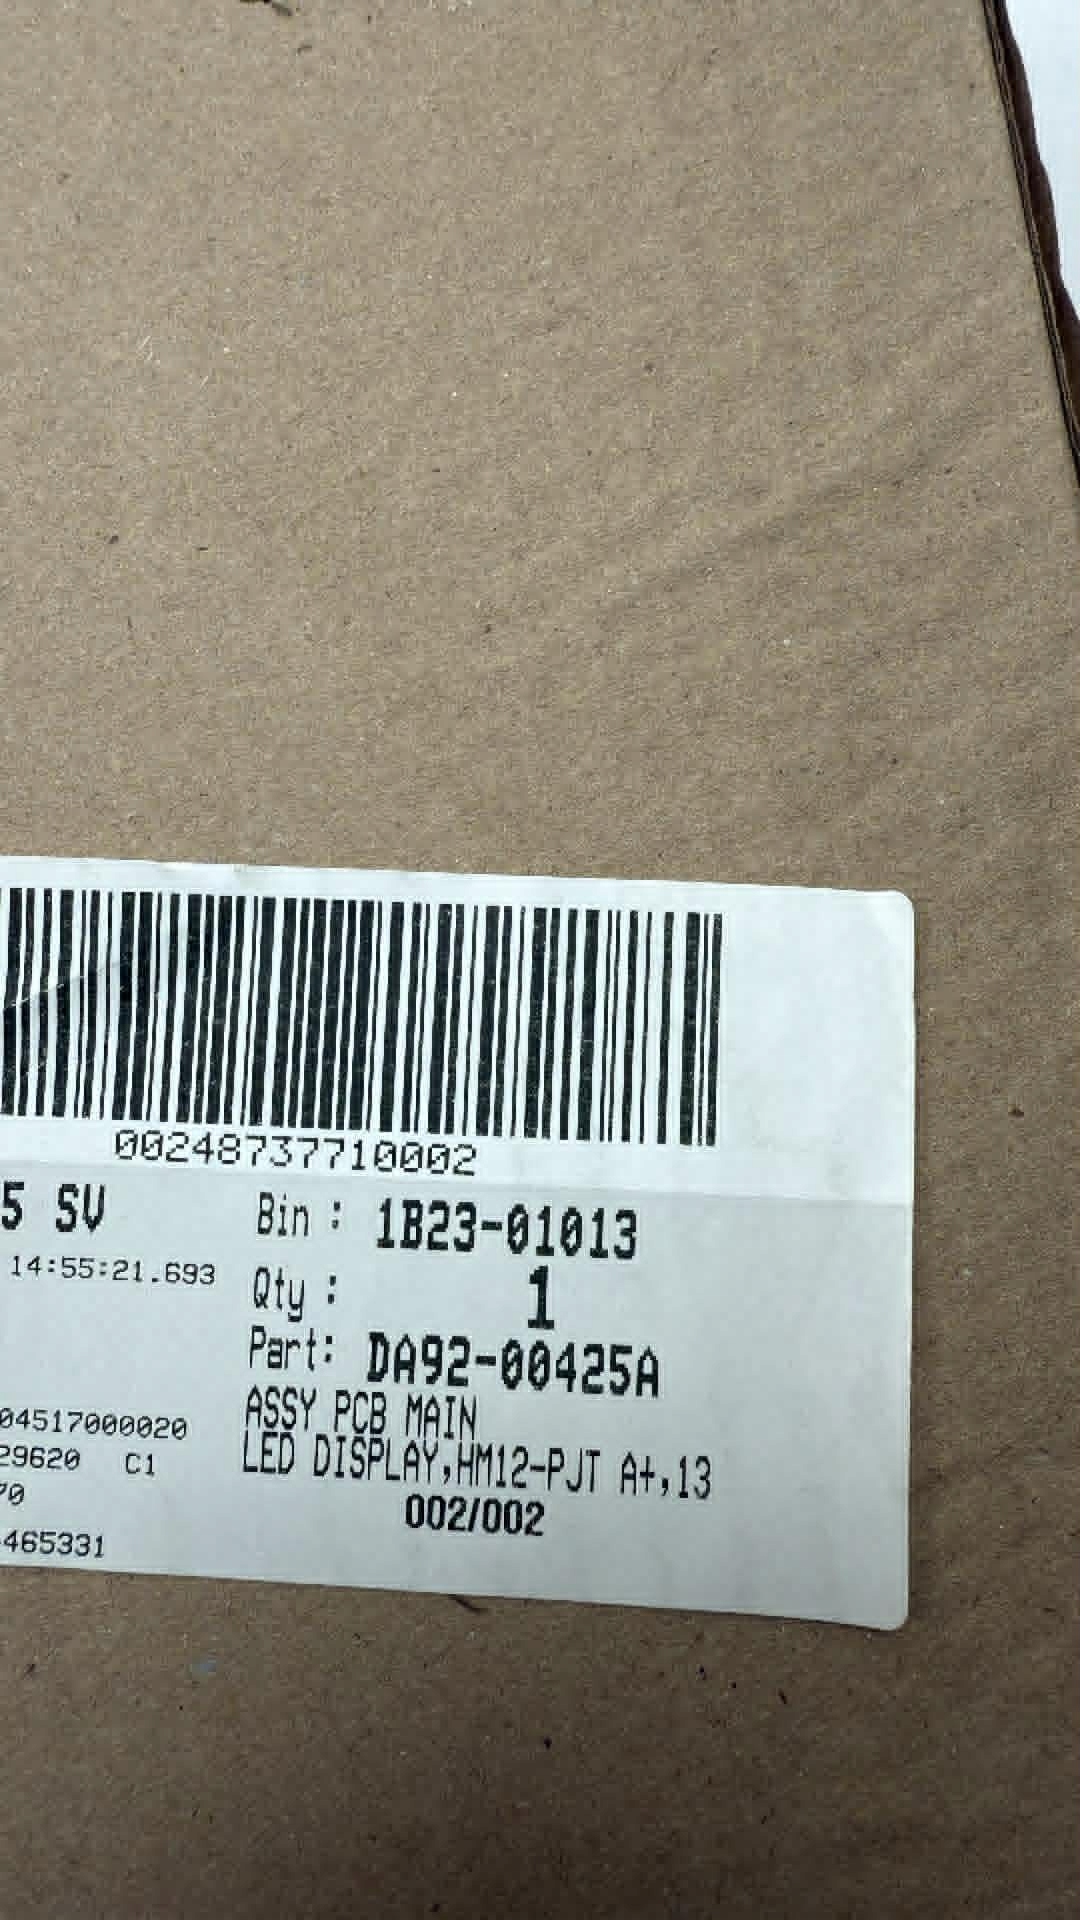 00248737710002
5 SV
14:55:21.693
Bin : 1B23-01013
Qty : 1
Part: DA92-00425A
ASSY PCB MAIN
LED DISPLAY,HM12-PJT A+,13
002/002
04517000020
29620 C1
70
465331